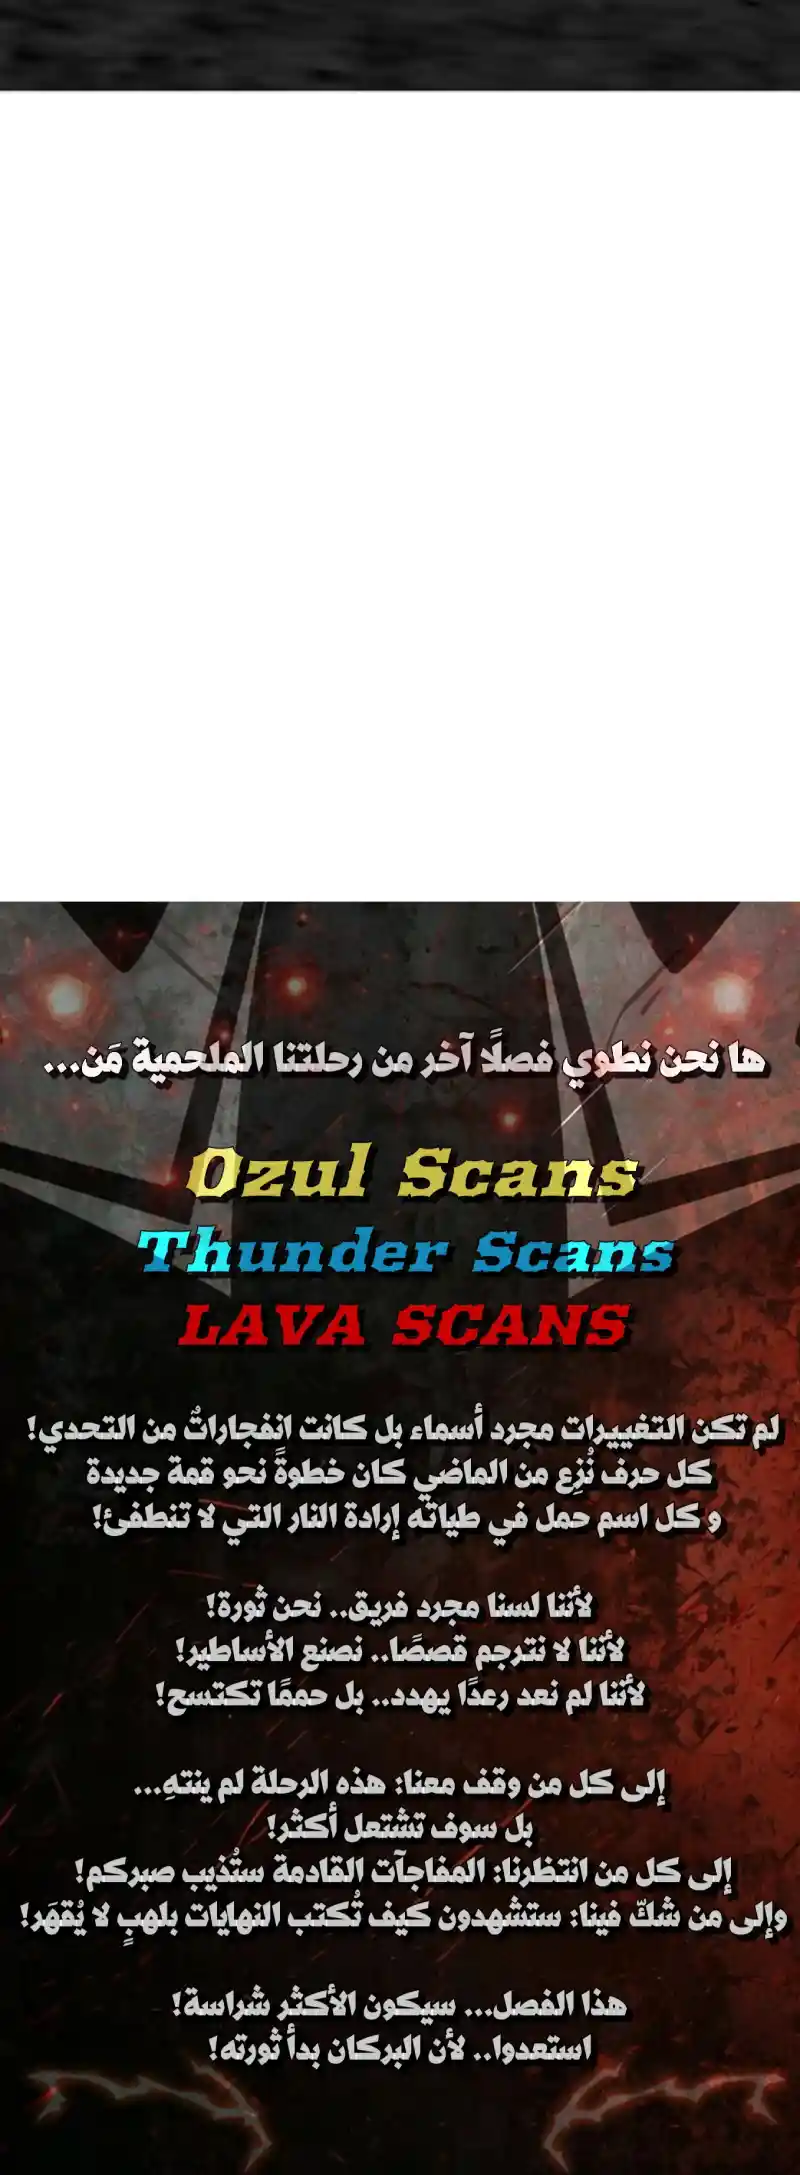 ها نحن نطوي فصلًا آخر من رحلتنا الملحمية مَن...
Ozul Scans
Thunder Scans
LAVA SCANS
لم تكن التغييرات مجرد أسماء بل كانت انفجاراتٌ من التحدي!
كل حرف نُزِع من الماضي كان خطوةً نحو قمة جديدة
و كل اسم حمل في طياته إرادة النار التي لا تنطفئ!
لأننا لسنا مجرد فريق.. نحن ثورة!
لأننا لا نترجم قصصًا.. نصنع الأساطير!
لأننا لم نعد رعدًا يهدد.. بل حممًا تكتسح!
إلى كل من وقف معنا: هذه الرحلة لم ينتهِ...
بل سوف تشتعل أكثر!
إلى كل من انتظرنا: المفاجآت القادمة ستُذيب صبركم!
وإلى من شكّ فينا: ستشهدون كيف تُكتب النهايات بلهبٍ لا يُقهَر!
هذا الفصل... سيكون الأكثر شراسة!
استعدوا.. لأن البركان بدأ ثورته!